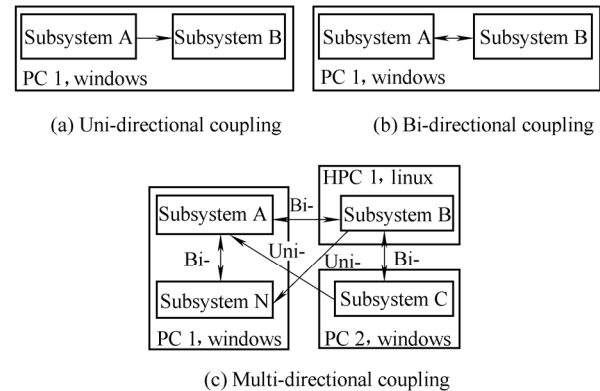 Subsystem A
Subsystem B
PC 1, windows
(a) Uni-directional coupling
Subsystem A
Subsystem B
PC 1, windows
(b) Bi-directional coupling
HPC 1, linux
Subsystem A
Bi-
Subsystem B
Bi-
Uni-
Uni-
Bi-
Subsystem N
Subsystem C
PC 1, windows
PC 2, windows
(c) Multi-directional coupling